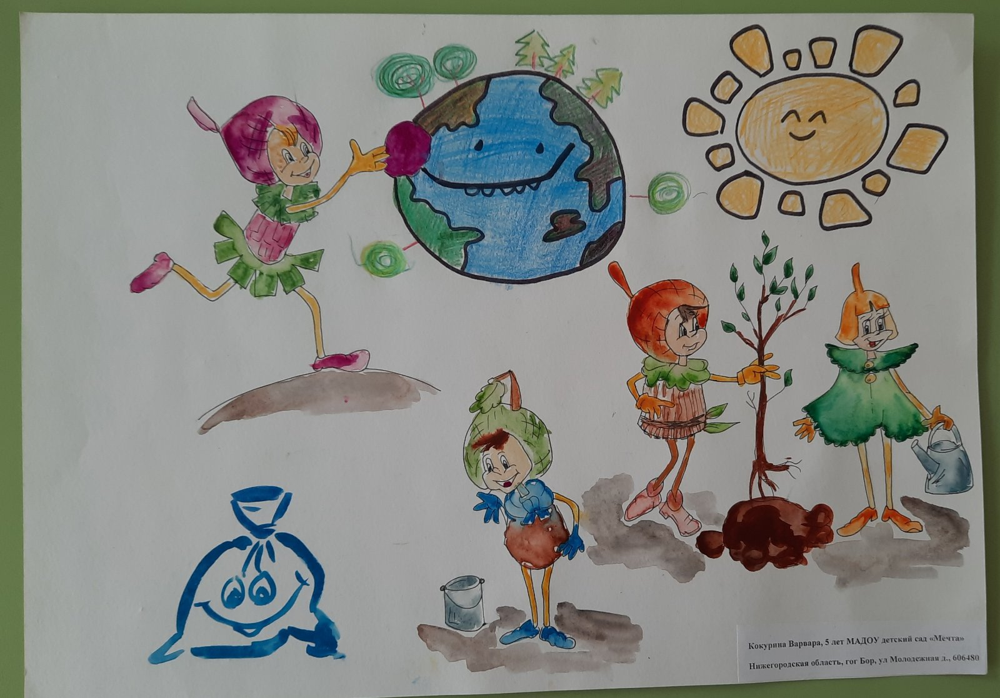 Кокурина Варвара, 5 лет МАДОУ детский сад «Мечта»
Нижегородская область, гог Бор, ул Молодежная д., 606480